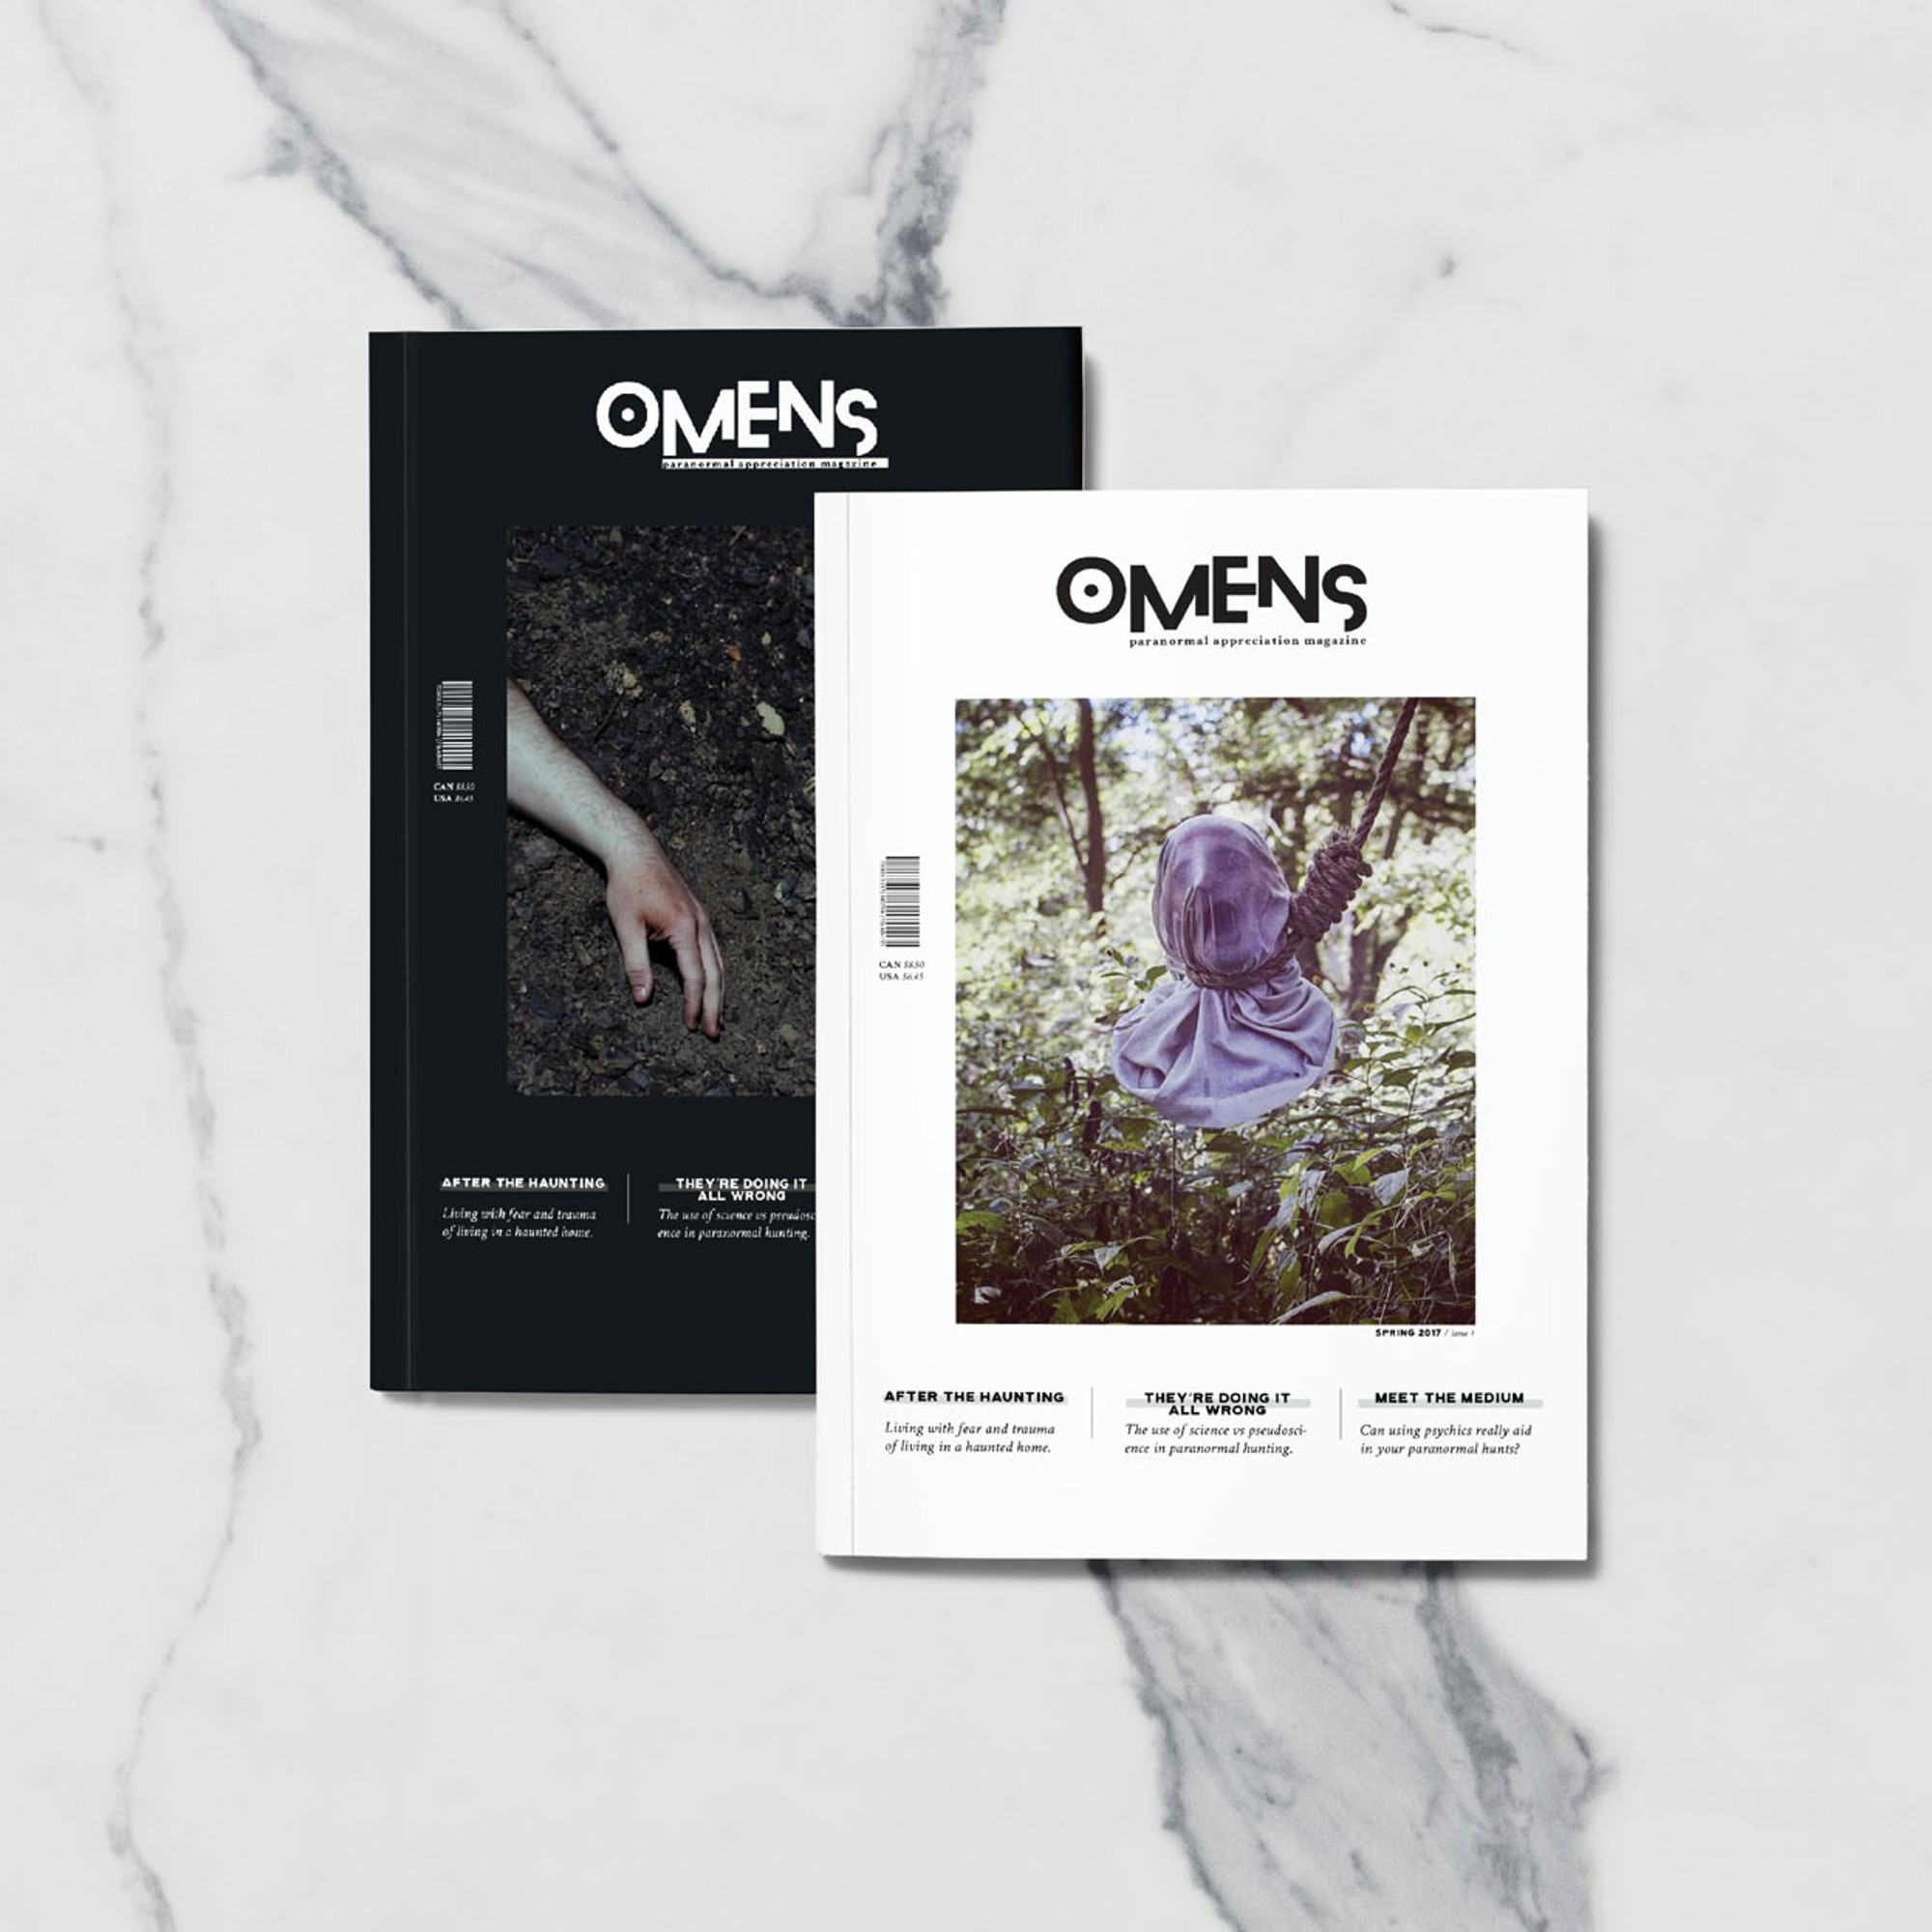 OMENS
paranormal appreciation magazine
CAN $8.50
USA $6.45
AFTER THE HAUNTING
Living with fear and trauma
of living in a haunted home.
THEY'RE DOING IT
ALL WRONG
The use of science vs pseudosc
ence in paranormal hunting.
OMENS
paranormal appreciation magazine
CAN $8.50
USA $6.45
SPRING 2017 / issue 1
AFTER THE HAUNTING
Living with fear and trauma
of living in a haunted home.
THEY'RE DOING IT
ALL WRONG
The use of science vs pseudosci-
ence in paranormal hunting.
MEET THE MEDIUM
Can using psychics really aid
in your paranormal hunts?